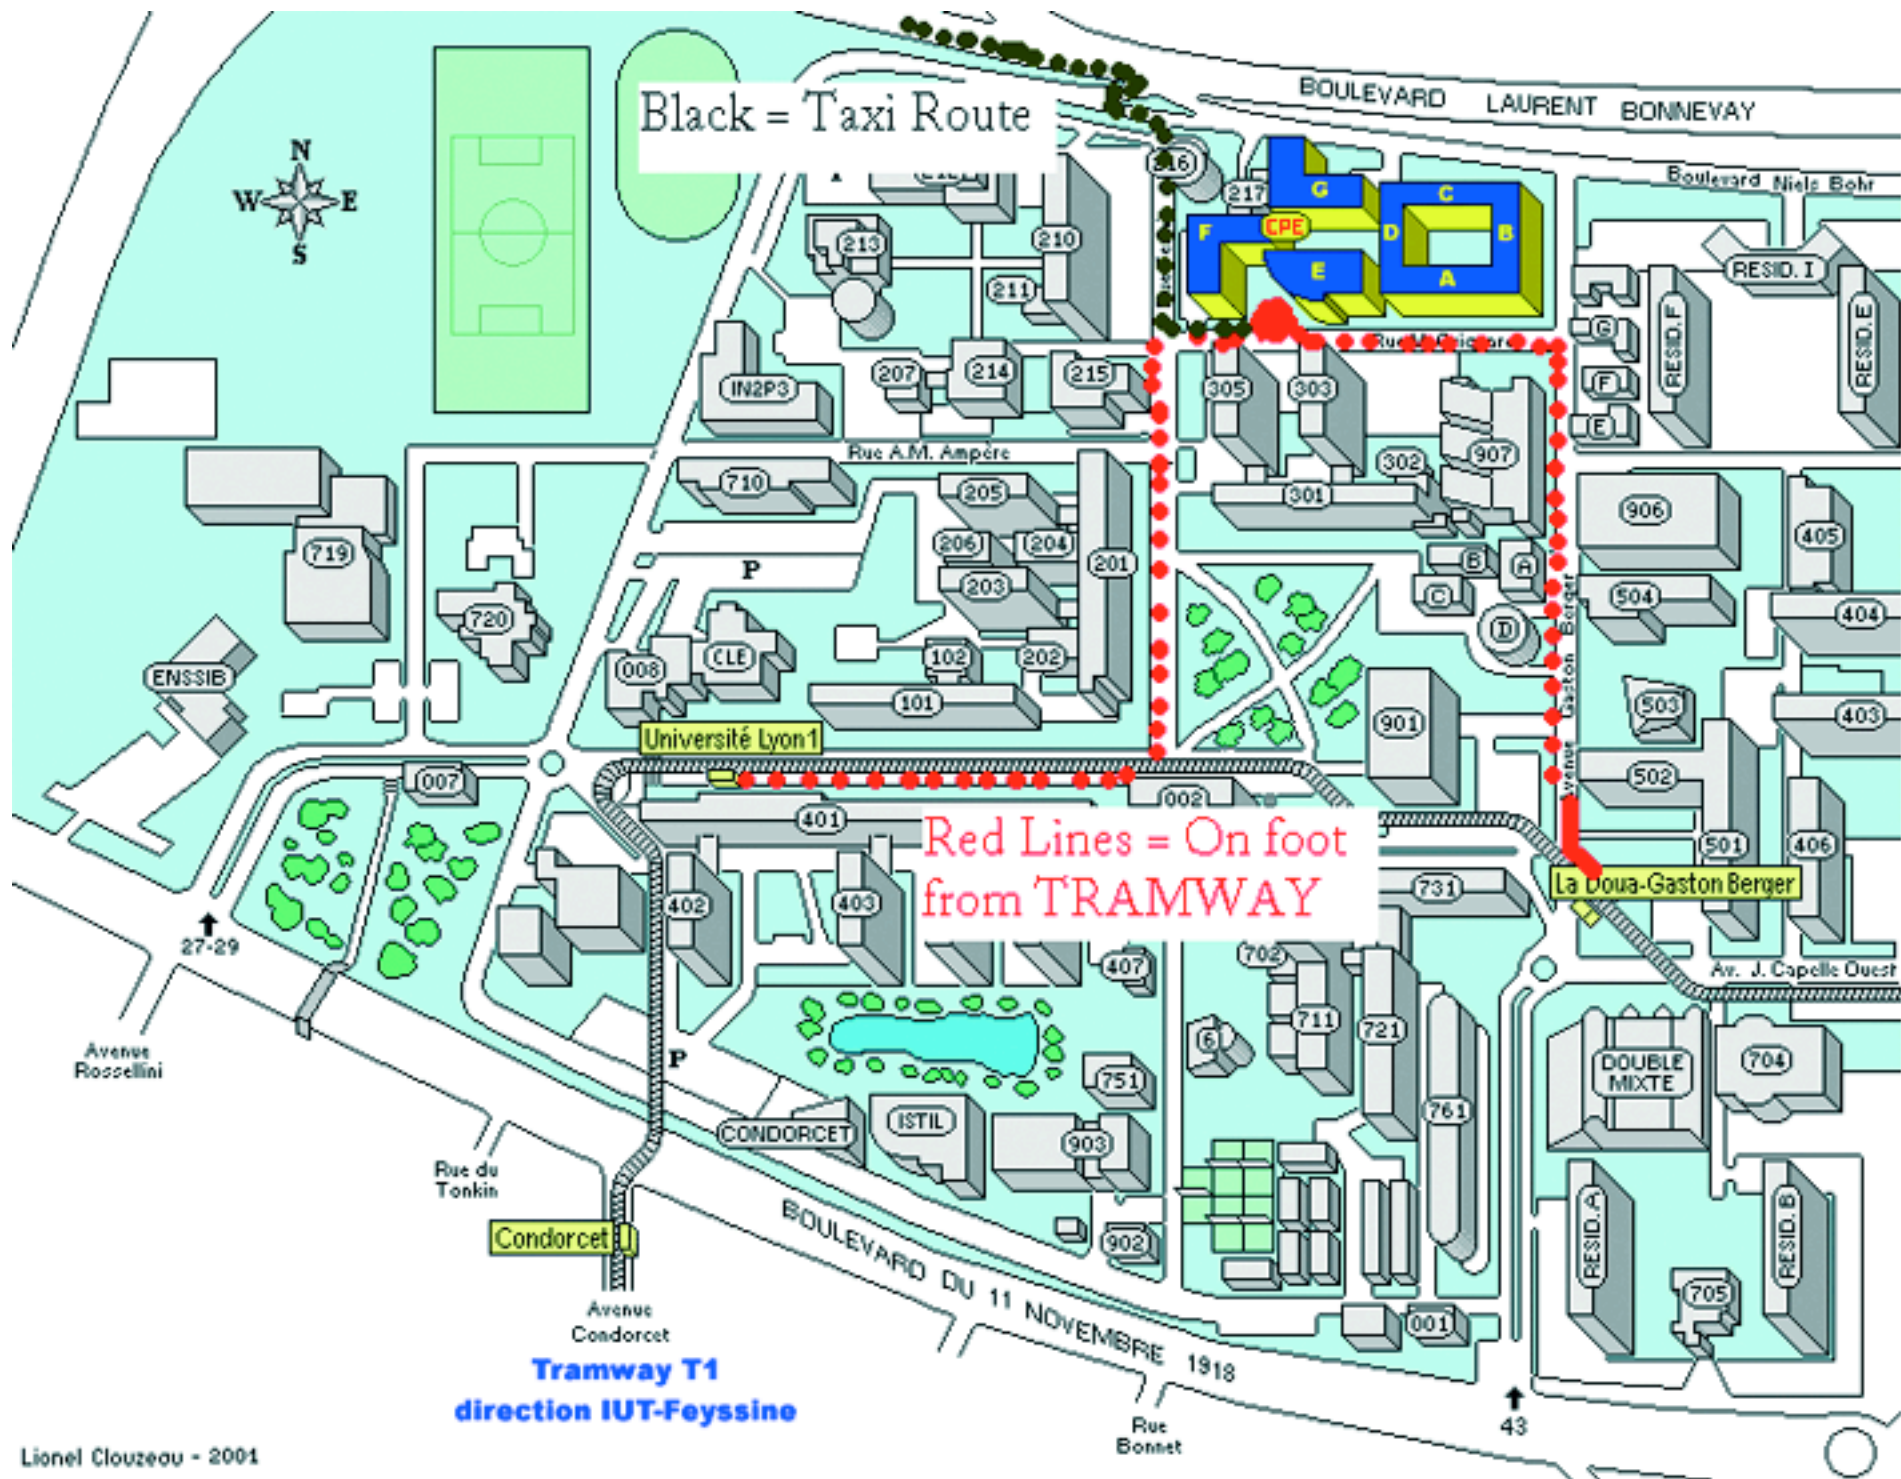 BOULEVARD LAURENT BONNEVAY
Black = Taxi Route
Boulevard Niels Bohr
N
W E
S
216
217
G
C
CPE
F
D
B
E
A
213
210
211
RESID. I
RESID. F
RESID. E
G
F
E
IN2P3
207
214
215
305
303
907
302
301
Rue A.M. Ampère
710
205
206
204
203
201
P
906
405
504
404
B
A
C
D
719
720
ENSSIB
008
CLE
102
202
101
901
503
403
Avenue Gaston Berger
Université Lyon1
007
401
002
502
501
406
Red Lines = On foot
from TRAMWAY
402
403
731
La Doua-Gaston Berger
27-29
407
702
711
721
Av. J. Capelle Ouest
Avenue
Rossellini
P
6
751
761
DOUBLE
MIXTE
704
CONDORCET
ISTIL
903
Rue du
Tonkin
Condorcet
902
RESID. A
RESID. B
705
001
BOULEVARD DU 11 NOVEMBRE 1918
Avenue
Condorcet
Tramway T1
direction IUT-Feyssine
Rue
Bonnet
43
Lionel Clouzeau - 2001